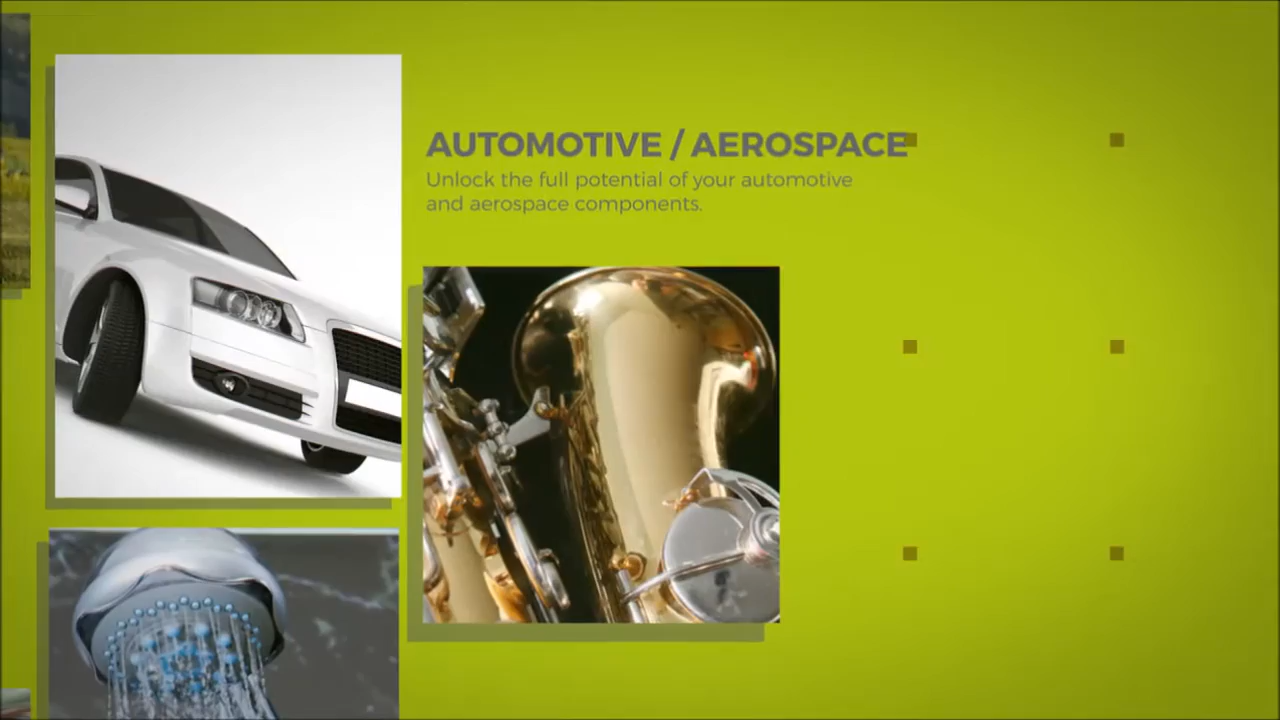 AUTOMOTIVE / AEROSPACE
Unlock the full potential of your automotive
and aerospace components.